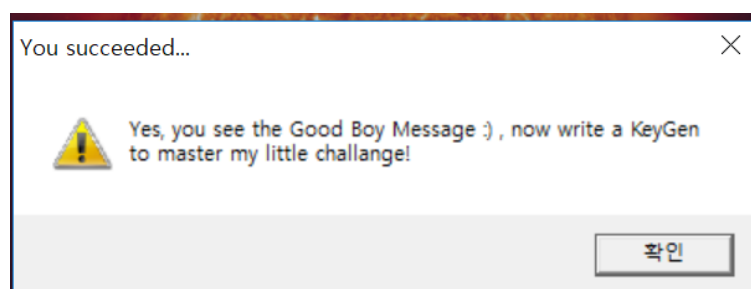 You succeeded...
Yes, you see the Good Boy Message :) , now write a KeyGen
to master my little challange!
확인